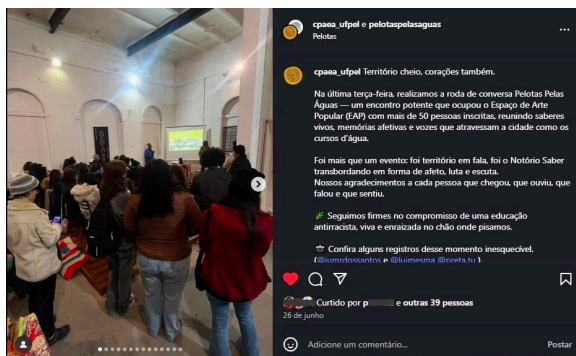 cpaea_ufpel e pelotaspelasaguas
Pelotas
cpaea_ufpel Território cheio, corações também.
Na última terça-feira, realizamos a roda de conversa Pelotas Pelas
Águas — um encontro potente que ocupou o Espaço de Arte
Popular (EAP) com mais de 50 pessoas inscritas, reunindo saberes
vivos, memórias afetivas e vozes que atravessam a cidade como os
cursos d'água.
Foi mais que um evento: foi território em fala, foi o Notório Saber
transbordando em forma de afeto, luta e escuta.
Nossos agradecimentos a cada pessoa que chegou, que ouviu, que
falou e que sentiu.
Seguimos firmes no compromisso de uma educação
antirracista, viva e enraizada no chão onde pisamos.
Confira alguns registros desse momento inesquecível.
(@jumrdossantos e @luimesma @preta.tu )
Curtido por p e outras 39 pessoas
26 de junho
Adicione um comentário...
Postar